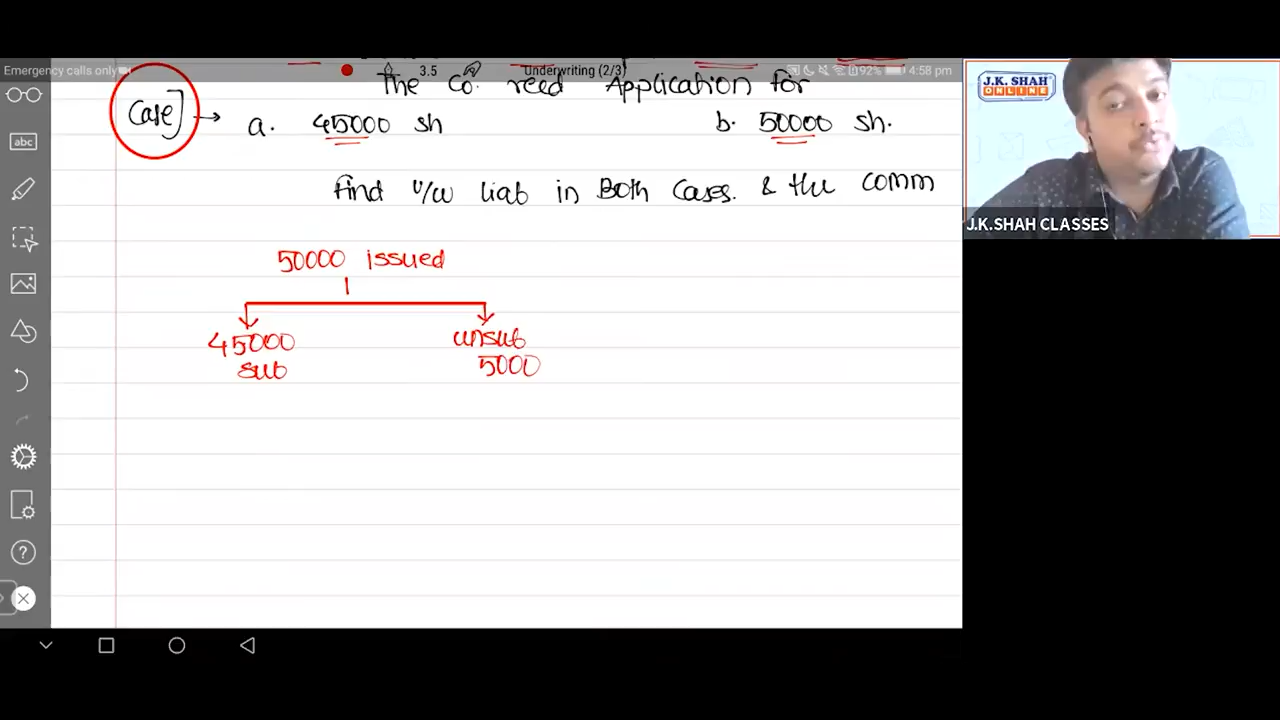 Emergency calls only
3.5
Underwriting (2/3)
92%
4:58 pm
The Co. recd Application for
Case]
a. 45000 sh
b. 50000 sh.
abc
Find u/w liab in Both Cases. & the comm
50000 issued
45000
sub
unsub
5000
J.K. SHAH
ONLINE
J.K.SHAH CLASSES